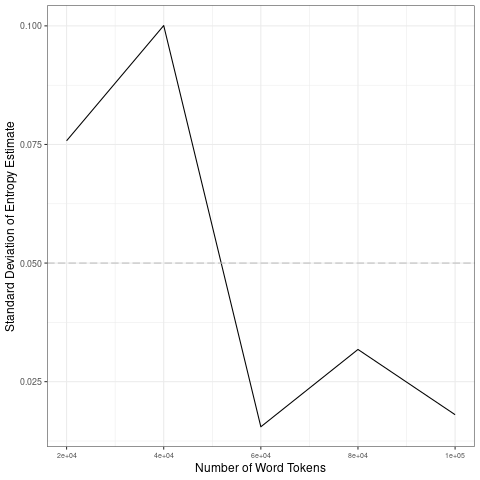 Standard Deviation of Entropy Estimate
0.100
0.075
0.050
0.025
2e+04 4e+04 6e+04 8e+04 1e+05
Number of Word Tokens